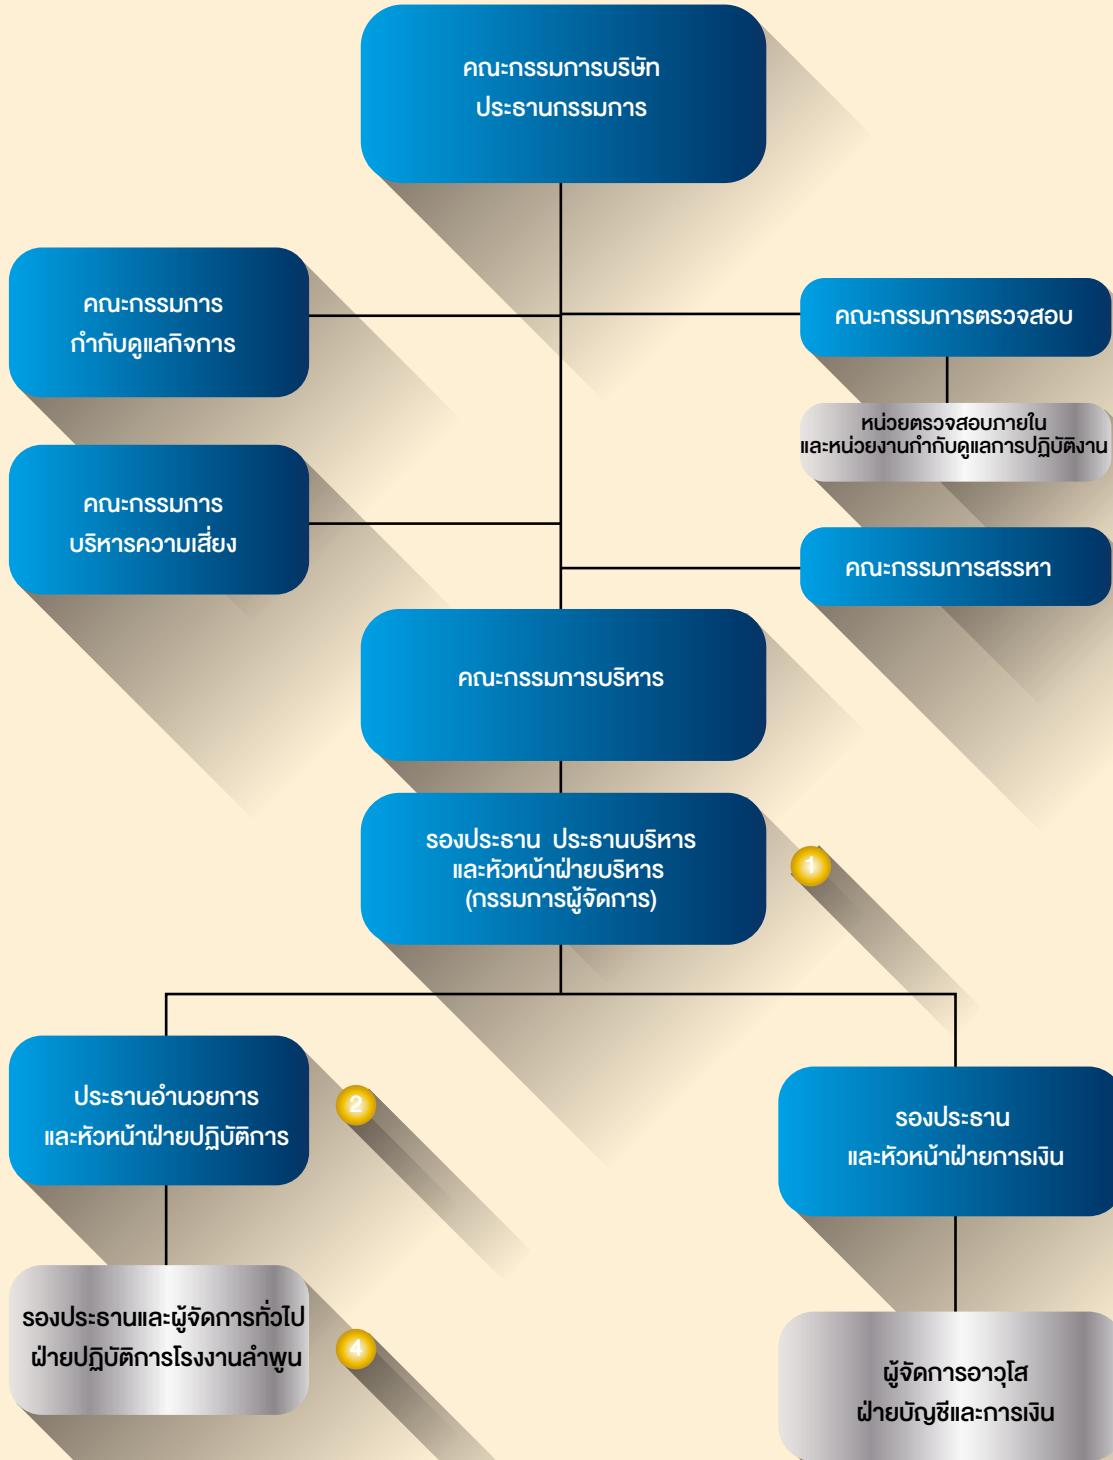 คณะกรรมการบริษัท
ประธานกรรมการ
คณะกรรมการ
กำกับดูแลกิจการ
คณะกรรมการตรวจสอบ
หน่วยตรวจสอบภายใน
และหน่วยงานกำกับดูแลการปฏิบัติงาน
คณะกรรมการ
บริหารความเสี่ยง
คณะกรรมการสรรหา
คณะกรรมการบริหาร
รองประธาน ประธานบริหาร
และหัวหน้าฝ่ายบริหาร
(กรรมการผู้จัดการ)
1
ประธานอำนวยการ
และหัวหน้าฝ่ายปฏิบัติการ
2
รองประธาน
และหัวหน้าฝ่ายการเงิน
รองประธานและผู้จัดการทั่วไป
ฝ่ายปฏิบัติการโรงงานลำพูน
4
ผู้จัดการอาวุโส
ฝ่ายบัญชีและการเงิน